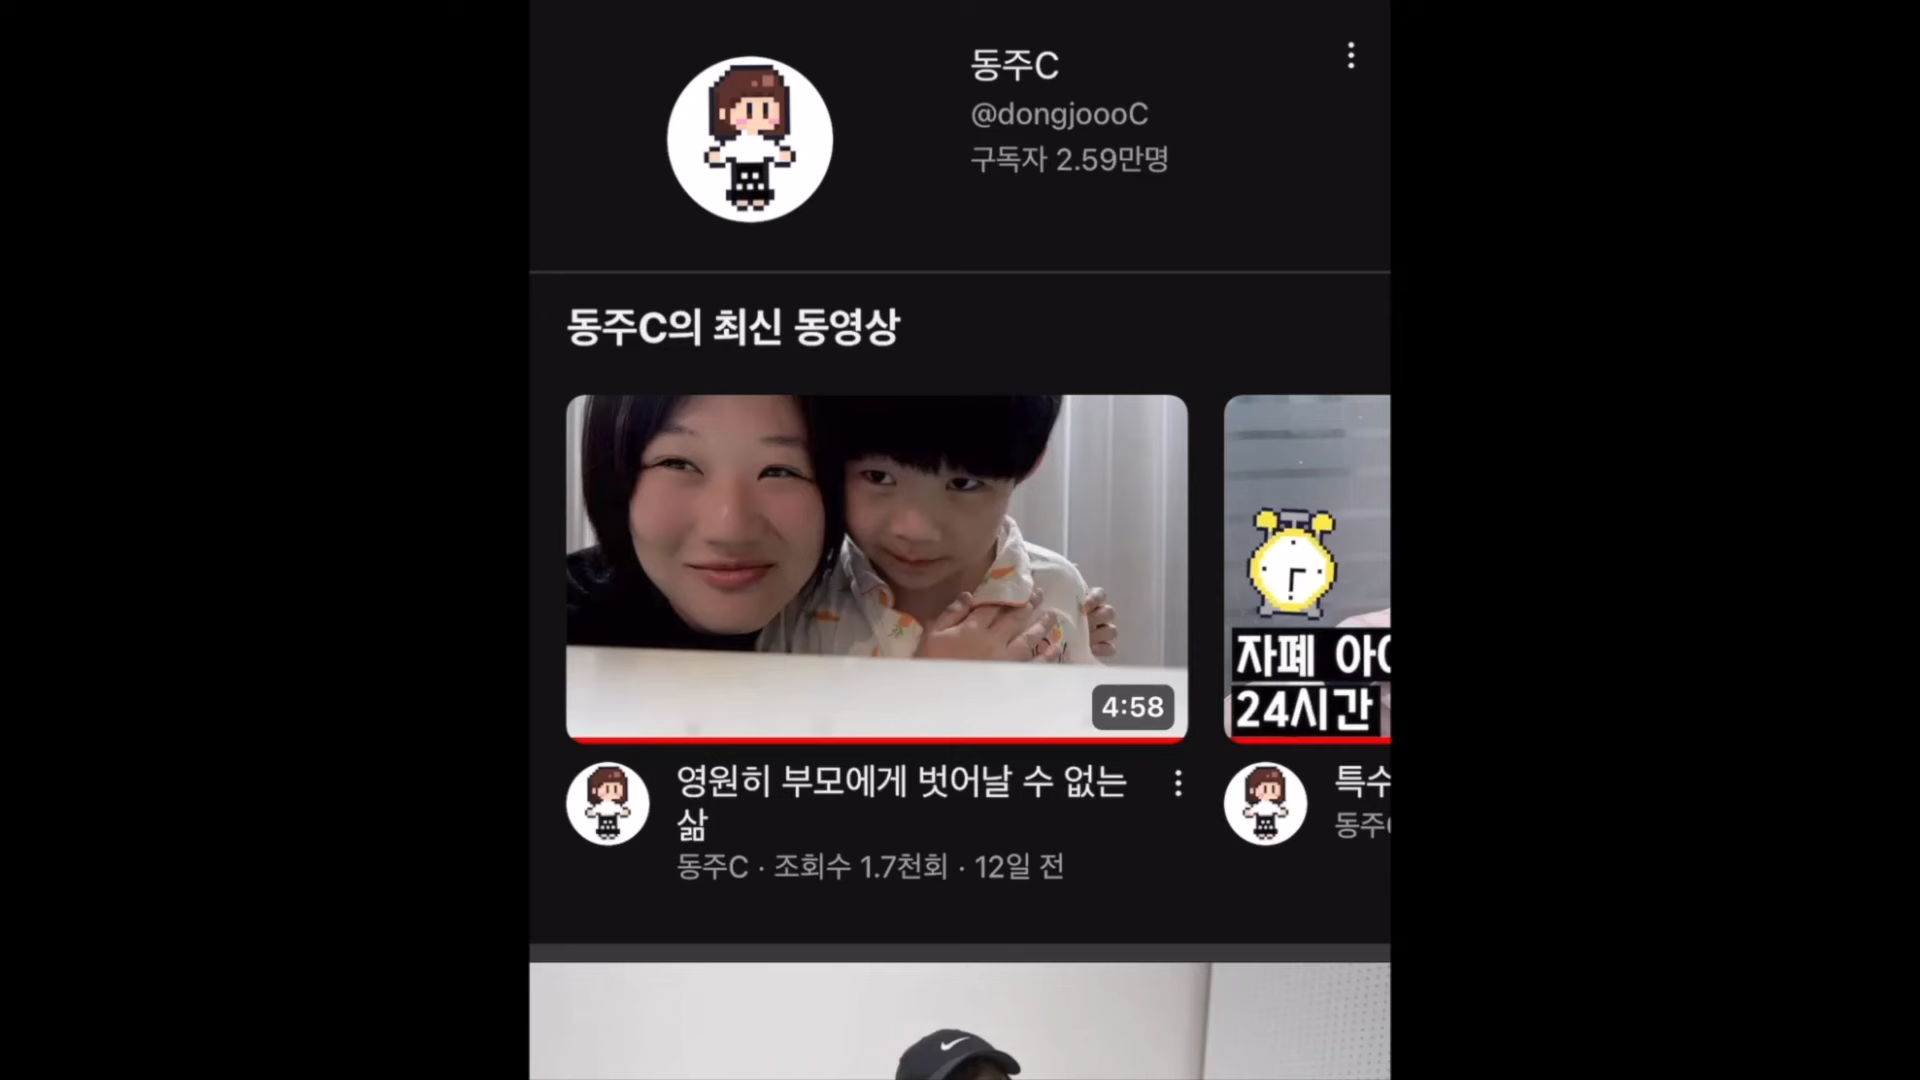 동주C
@dongjoooC
구독자 2.59만명
동주C의 최신 동영상
4:58
자폐
24시간
영원히 부모에게 벗어날 수 없는
삶
동주C · 조회수 1.7천회 · 12일 전
특수
동주